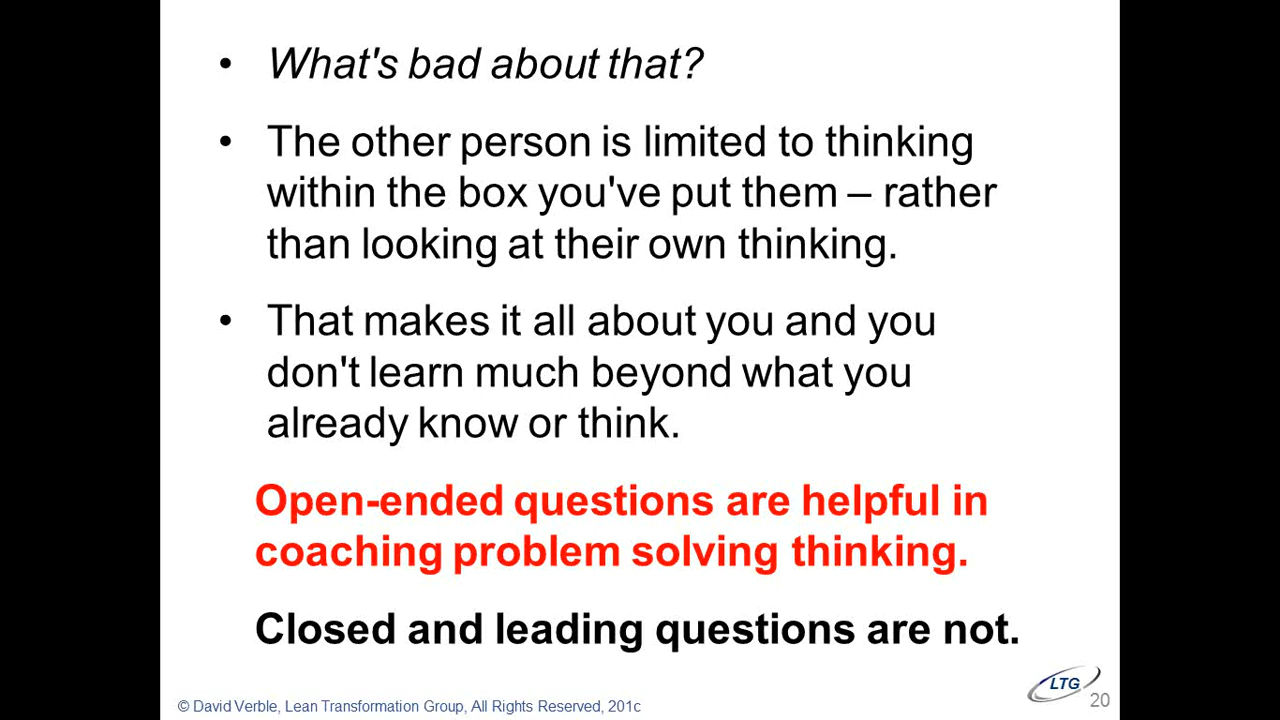 • What's bad about that?
• The other person is limited to thinking
within the box you've put them – rather
than looking at their own thinking.
• That makes it all about you and you
don't learn much beyond what you
already know or think.
Open-ended questions are helpful in
coaching problem solving thinking.
Closed and leading questions are not.
LTG
© David Verble, Lean Transformation Group, All Rights Reserved, 201c
20